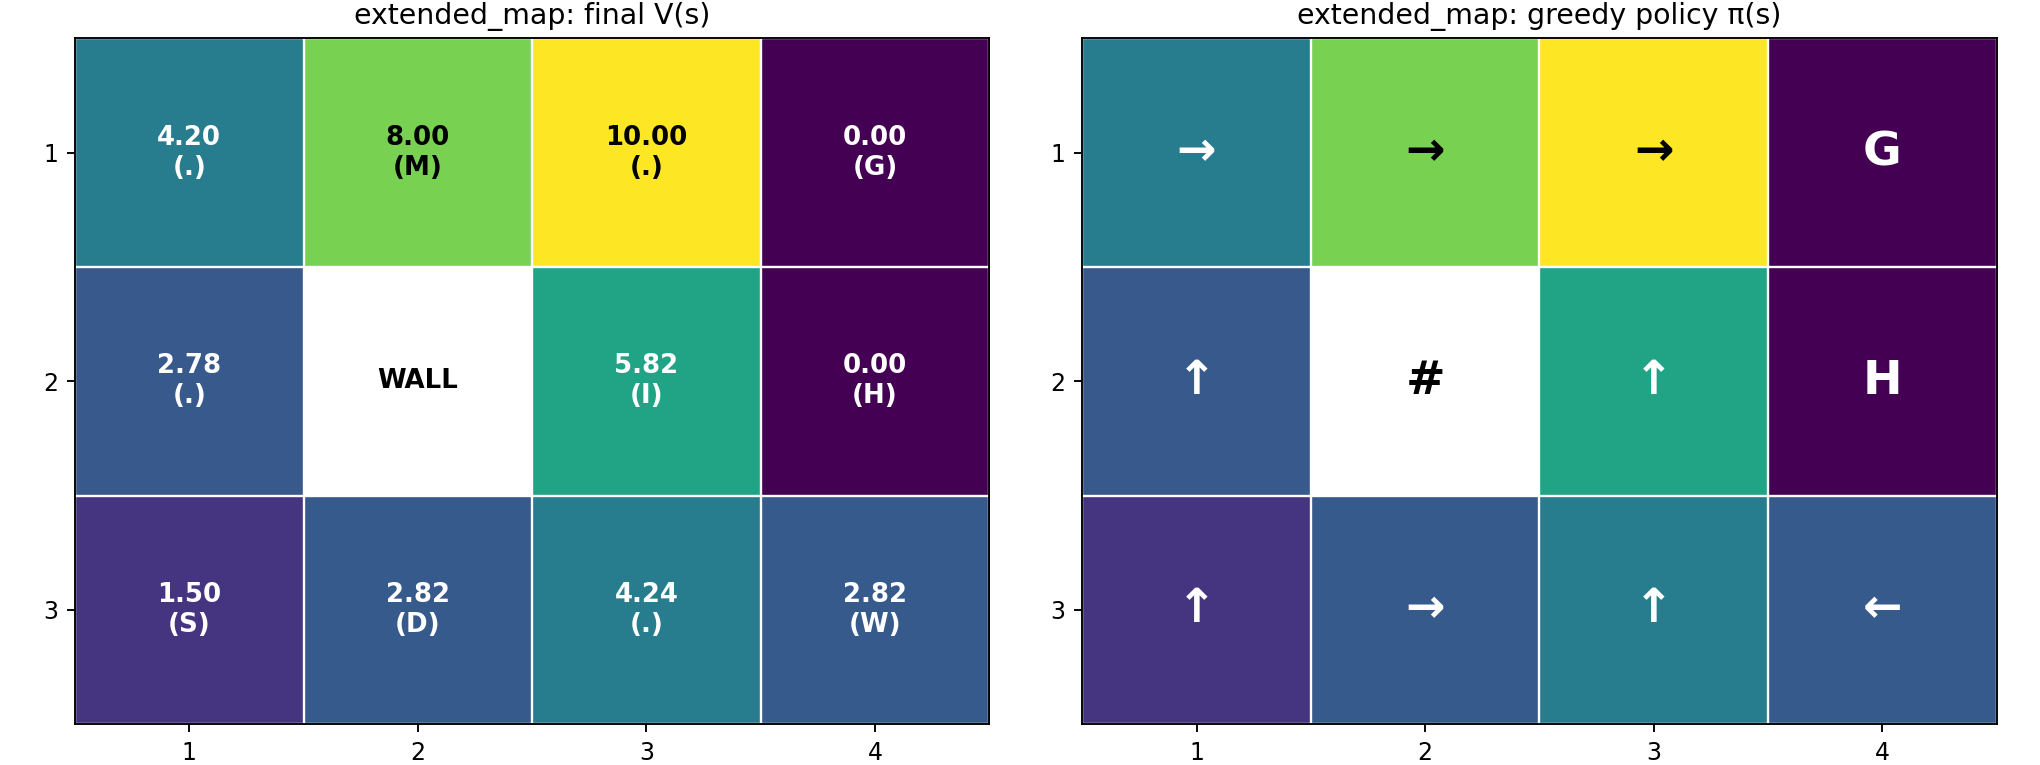 extended_map: final V(s)
1
4.20
(.)
8.00
(M)
10.00
(.)
0.00
(G)
2
2.78
(.)
WALL
5.82
(I)
0.00
(H)
3
1.50
(S)
2.82
(D)
4.24
(.)
2.82
(W)
1 2 3 4
extended_map: greedy policy π(s)
1 → → → G
2 ↑ # ↑ H
3 ↑ → ↑ ←
1 2 3 4